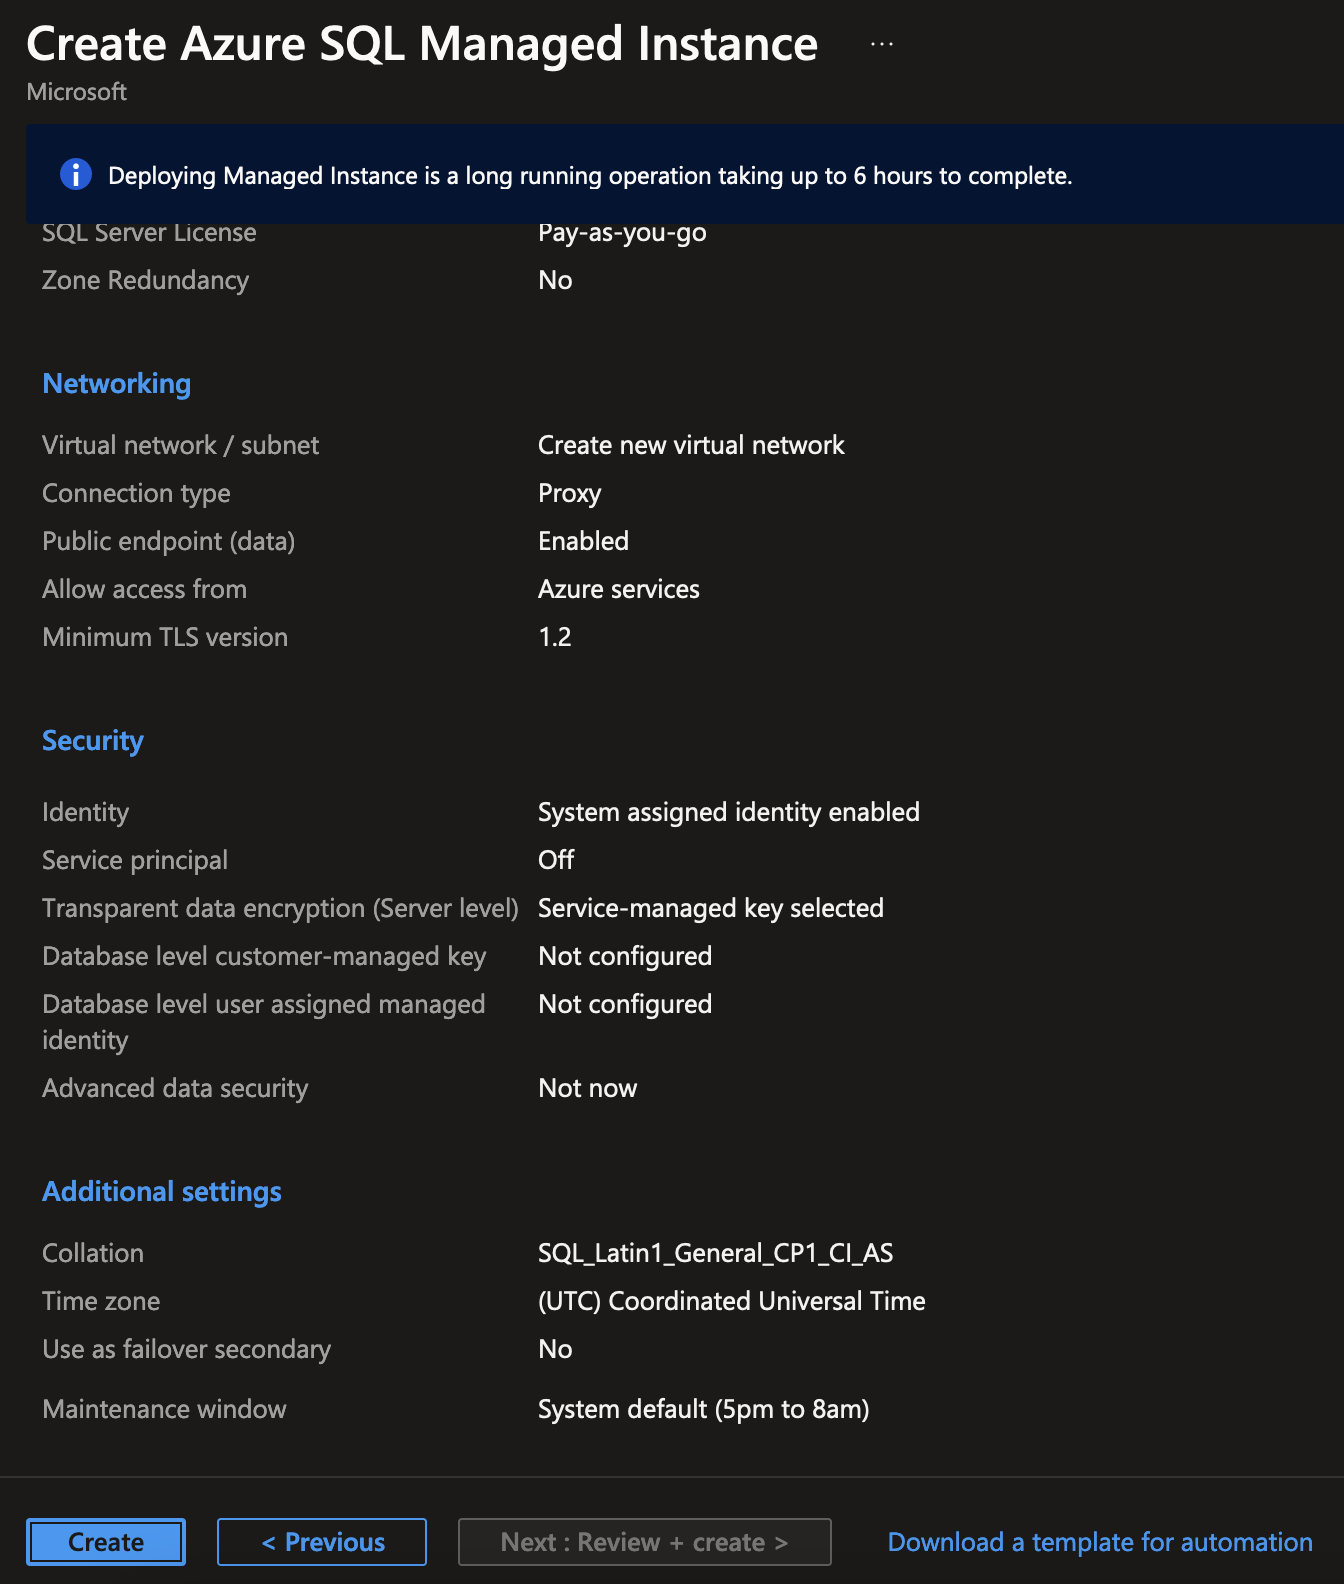 Create Azure SQL Managed Instance ...
Microsoft
Deploying Managed Instance is a long running operation taking up to 6 hours to complete.
SQL Server License Pay-as-you-go
Zone Redundancy No
Networking
Virtual network / subnet Create new virtual network
Connection type Proxy
Public endpoint (data) Enabled
Allow access from Azure services
Minimum TLS version 1.2
Security
Identity System assigned identity enabled
Service principal Off
Transparent data encryption (Server level) Service-managed key selected
Database level customer-managed key Not configured
Database level user assigned managed Not configured
identity
Advanced data security Not now
Additional settings
Collation SQL_Latin1_General_CP1_CI_AS
Time zone (UTC) Coordinated Universal Time
Use as failover secondary No
Maintenance window System default (5pm to 8am)
Create < Previous Next : Review + create > Download a template for automation